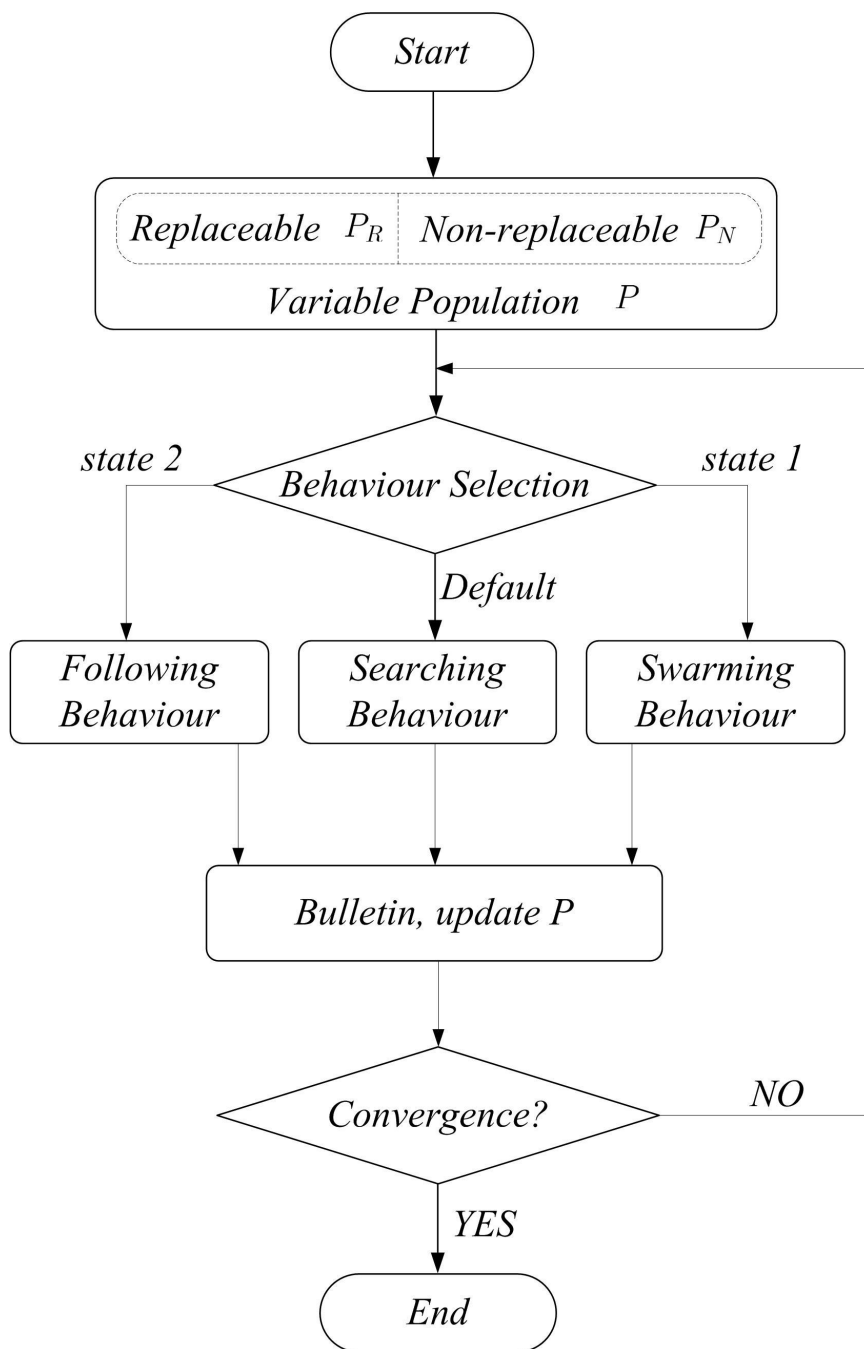 Start
Replaceable P_R Non-replaceable P_N
Variable Population P
state 2
state 1
Behaviour Selection
Default
Following
Behaviour
Searching
Behaviour
Swarming
Behaviour
Bulletin, update P
Convergence?
NO
YES
End